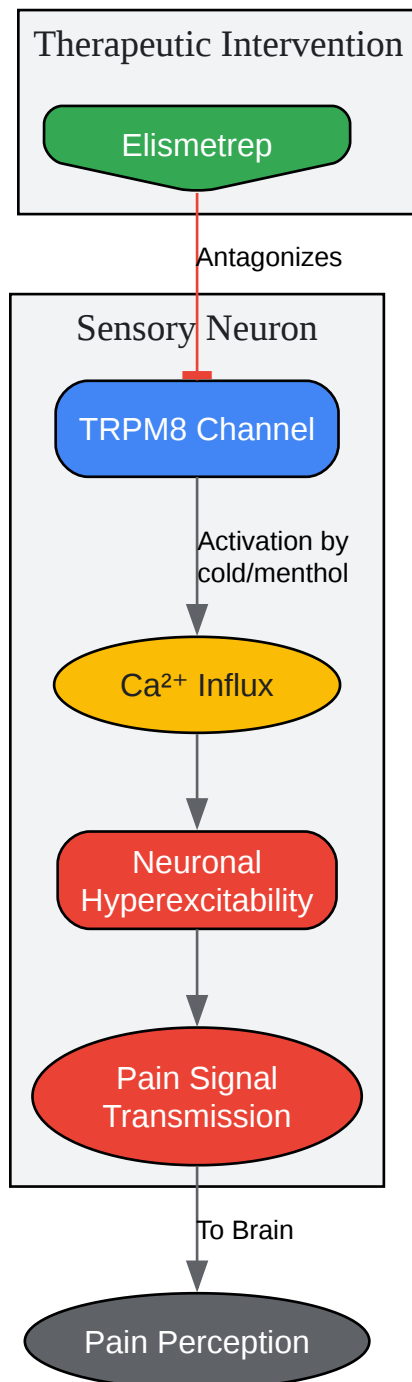 Therapeutic Intervention
Elismetrep
Antagonizes
Sensory Neuron
TRPM8 Channel
Activation by
cold/menthol
Ca²⁺ Influx
Neuronal
Hyperexcitability
Pain Signal
Transmission
To Brain
Pain Perception